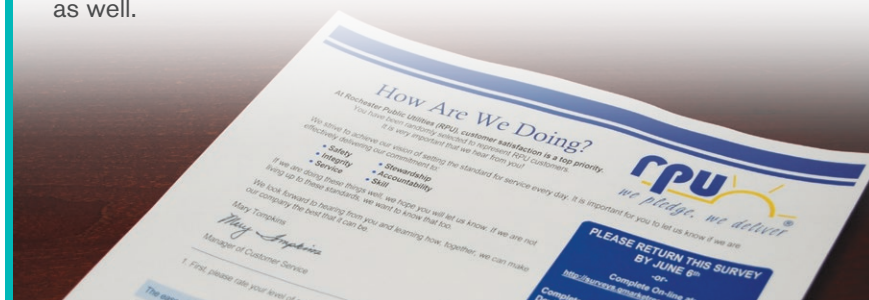 as well.
How Are We Doing?
At Rochester Public Utilities (RPU), customer satisfaction is a top priority.
You have been randomly selected to represent RPU customers.
It is very important that we hear from you!
We strive to achieve our vision of setting the standard for service every day. It is important for you to let us know if we are
effectively delivering our commitment to:
• Safety
• Integrity
• Service
• Stewardship
• Accountability
• Skill
If we are doing these things well, we hope you will let us know. If we are not
living up to these standards, we want to know that too.
We look forward to hearing from you and learning how, together, we can make
our company the best that it can be.
Mary Tompkins
Mary Tompkins
Manager of Customer Service
1. First, please rate your level of
rpu
we pledge, we deliver®
PLEASE RETURN THIS SURVEY
BY JUNE 6th
-or-
Complete On-line at